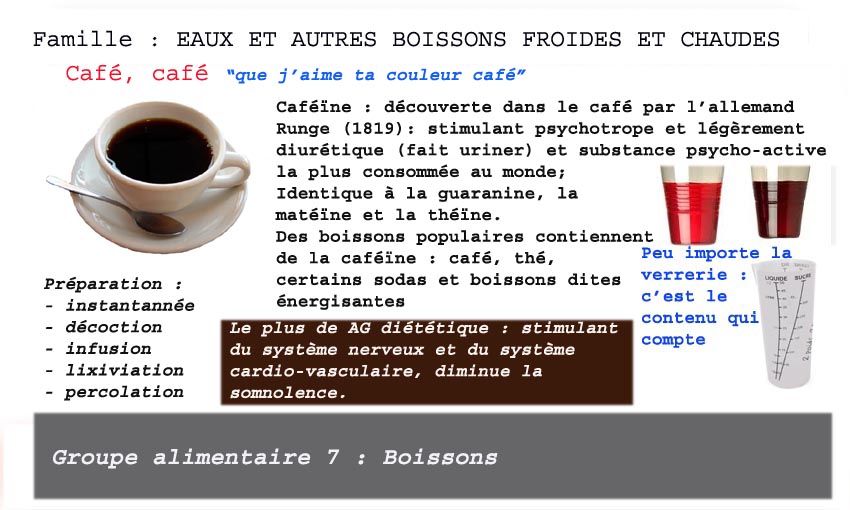 Famille : EAUX ET AUTRES BOISSONS FROIDES ET CHAUDES
Café, café “que j’aime ta couleur café”
Caféïne : découverte dans le café par l’allemand
Runge (1819): stimulant psychotrope et légèrement
diurétique (fait uriner) et substance psycho-active
la plus consommée au monde;
Identique à la guaranine, la
matéïne et la théïne.
Des boissons populaires contiennent
de la caféïne : café, thé,
certains sodas et boissons dites
énergisantes
Peu importe la
verrerie :
c’est le
contenu qui
compte
LIQUIDE SUCRE
Préparation :
- instantannée
- décoction
- infusion
- lixiviation
- percolation
Le plus de AG diététique : stimulant
du système nerveux et du système
cardio-vasculaire, diminue la
somnolence.
Groupe alimentaire 7 : Boissons